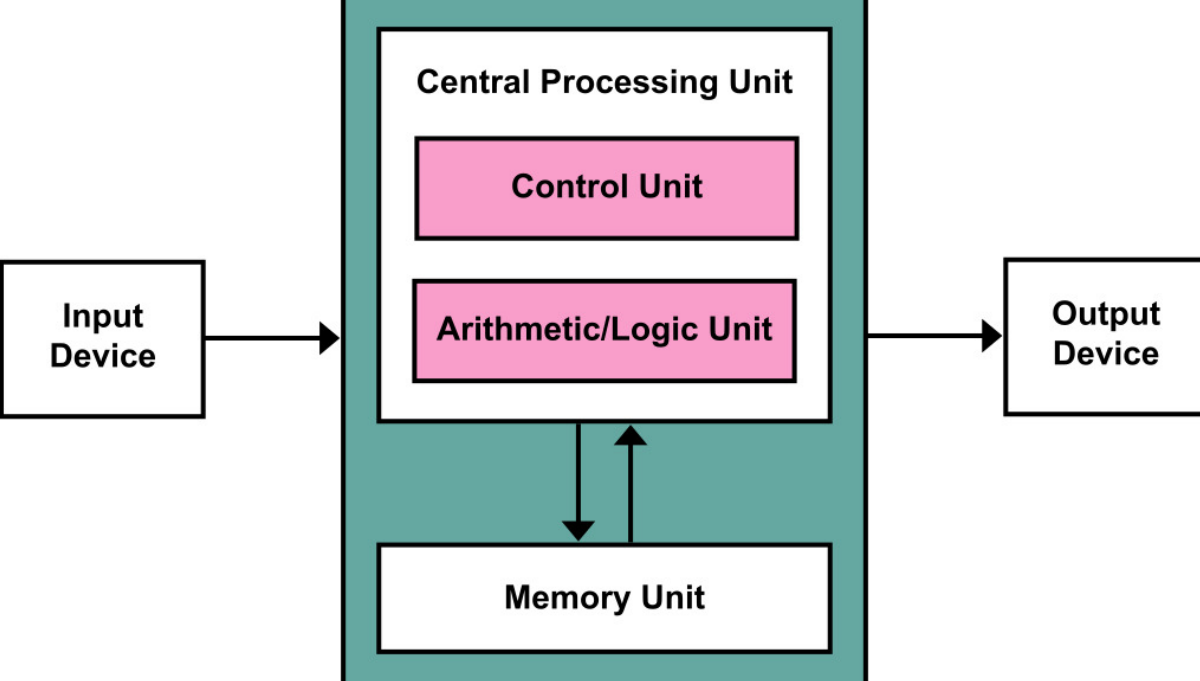 Central Processing Unit
Control Unit
Arithmetic/Logic Unit
Input
Device
Output
Device
Memory Unit